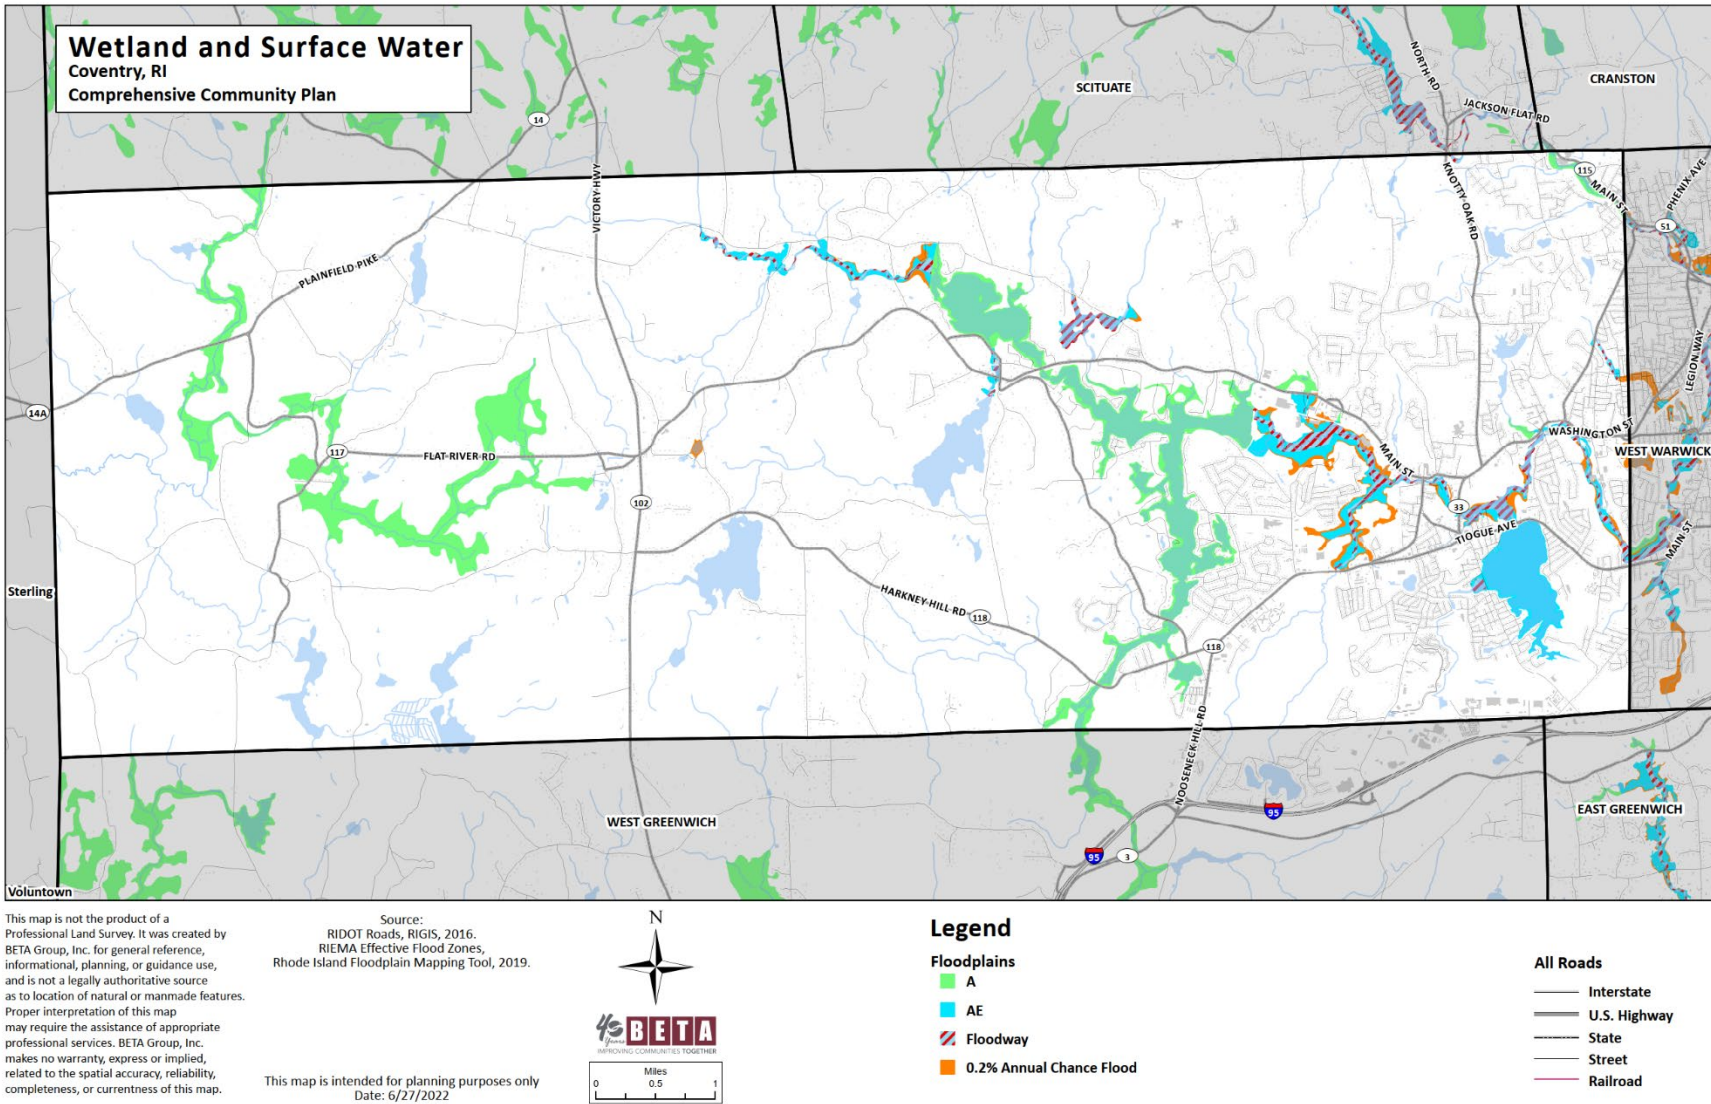 Wetland and Surface Water
Coventry, RI
Comprehensive Community Plan
SCITUATE
CRANSTON
NORTH RD
JACKSON FLAT RD
14
VICTORY HWY
KNOTTY OAK RD
115
MAIN ST
PHENIX AVE
51
PLAINFIELD PIKE
LEGION WAY
14A
117
FLAT RIVER RD
WASHINGTON ST
MAIN ST
WEST WARWICK
102
33
TIOGUE AVE
MAIN ST
Sterling
HARKNEY HILL RD
118
118
NOOSENECK HILL RD
WEST GREENWICH
95
EAST GREENWICH
95
3
Voluntown
This map is not the product of a
Professional Land Survey. It was created by
BETA Group, Inc. for general reference,
informational, planning, or guidance use,
and is not a legally authoritative source
as to location of natural or manmade features.
Proper interpretation of this map
may require the assistance of appropriate
professional services. BETA Group, Inc.
makes no warranty, express or implied,
related to the spatial accuracy, reliability,
completeness, or currentness of this map.
Source:
RIDOT Roads, RIGIS, 2016.
RIEMA Effective Flood Zones,
Rhode Island Floodplain Mapping Tool, 2019.
This map is intended for planning purposes only
Date: 6/27/2022
N
40 Years BETA
IMPROVING COMMUNITIES TOGETHER
Miles
0 0.5 1
Legend
Floodplains
A
AE
Floodway
0.2% Annual Chance Flood
All Roads
Interstate
U.S. Highway
State
Street
Railroad